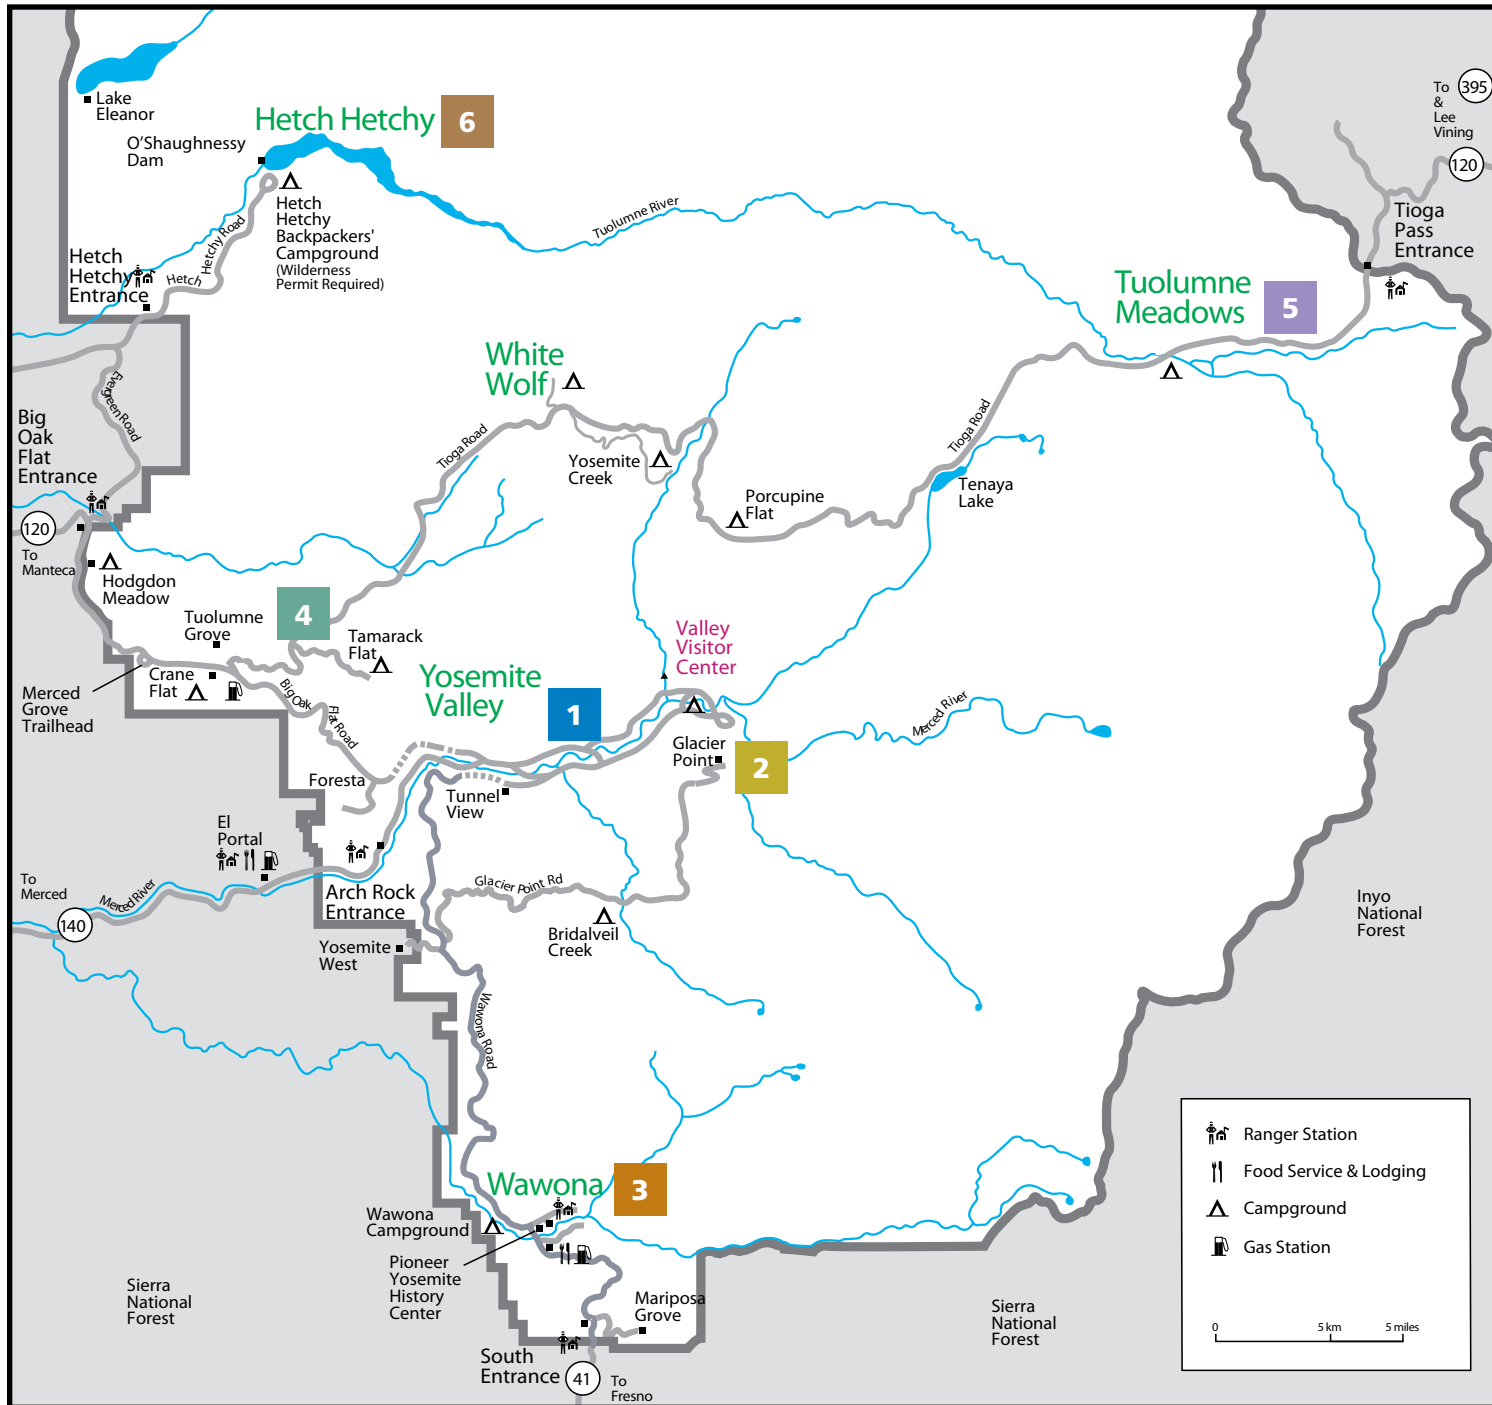 Lake
Eleanor
Hetch Hetchy
6
O'Shaughnessy
Dam
Hetch
Hetchy
Backpackers'
Campground
(Wilderness
Permit Required)
Hetch
Hetchy
Entrance
Hetch Hetchy Road
Tuolumne River
To
&
Lee
Vining
395
120
Tioga
Pass
Entrance
Tuolumne
Meadows
5
White
Wolf
Evergreen Road
Big
Oak
Flat
Entrance
120
To
Manteca
Hodgdon
Meadow
Tioga Road
Yosemite
Creek
Porcupine
Flat
Tioga Road
Tenaya
Lake
4
Tuolumne
Grove
Tamarack
Flat
Crane
Flat
Merced
Grove
Trailhead
Big Oak
Flat Road
Yosemite
Valley
1
Valley
Visitor
Center
Merced River
Glacier
Point
2
Foresta
Tunnel
View
El
Portal
To
Merced
Merced River
140
Arch Rock
Entrance
Glacier Point Rd
Bridalveil
Creek
Yosemite
West
Inyo
National
Forest
Wawona Road
Wawona
3
Wawona
Campground
Pioneer
Yosemite
History
Center
Mariposa
Grove
South
Entrance
41
To
Fresno
Sierra
National
Forest
Sierra
National
Forest
Ranger Station
Food Service & Lodging
Campground
Gas Station
0
5 km
5 miles